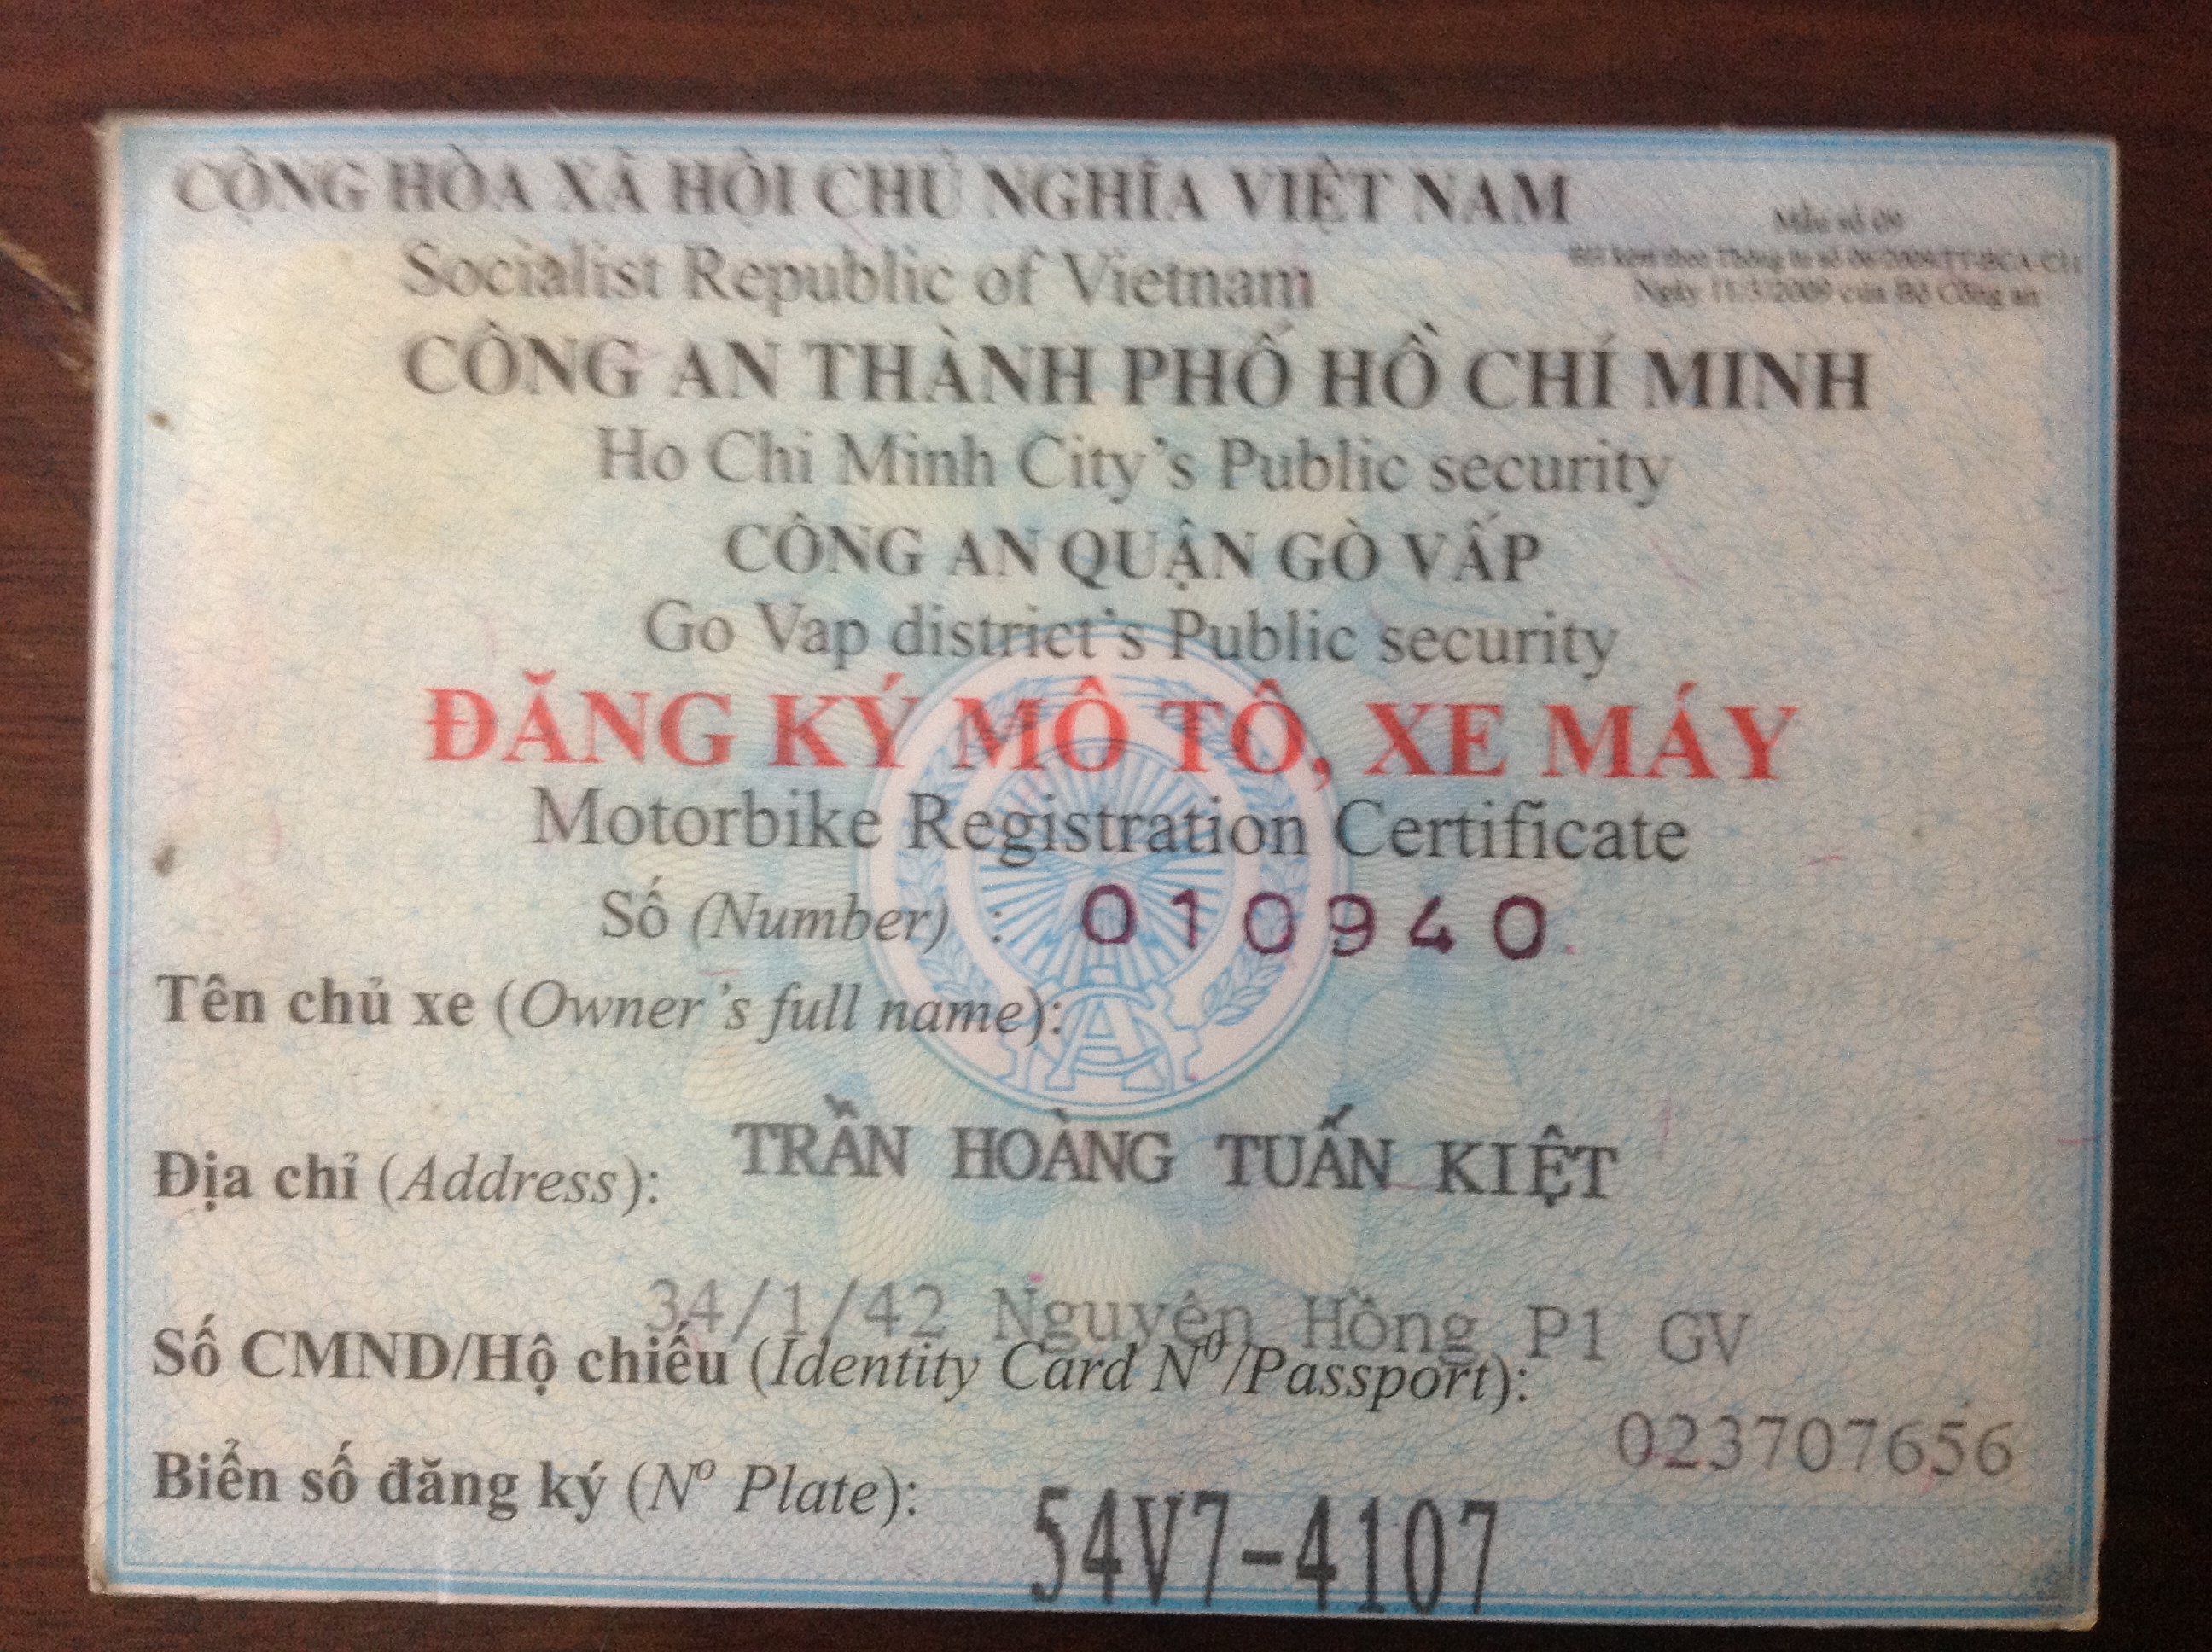 CỘNG HÒA XÃ HỘI CHỦ NGHĨA VIỆT NAM
Mẫu số 09
BH kèm theo Thông tư số 06/2009/TT-BCA-C11
Ngày 11/3/2009 của Bộ Công an
Socialist Republic of Vietnam
CÔNG AN THÀNH PHỐ HỒ CHÍ MINH
Ho Chi Minh City's Public security
CÔNG AN QUẬN GÒ VẤP
Go Vap district's Public security
ĐĂNG KÝ MÔ TÔ, XE MÁY
Motorbike Registration Certificate
Số (Number) : 010940
Tên chủ xe (Owner's full name):
TRẦN HOÀNG TUẤN KIỆT
Địa chỉ (Address):
34/1/42 Nguyên Hồng P1 GV
Số CMND/Hộ chiếu (Identity Card Nº/Passport):
023707656
Biển số đăng ký (Nº Plate):
54V7-4107